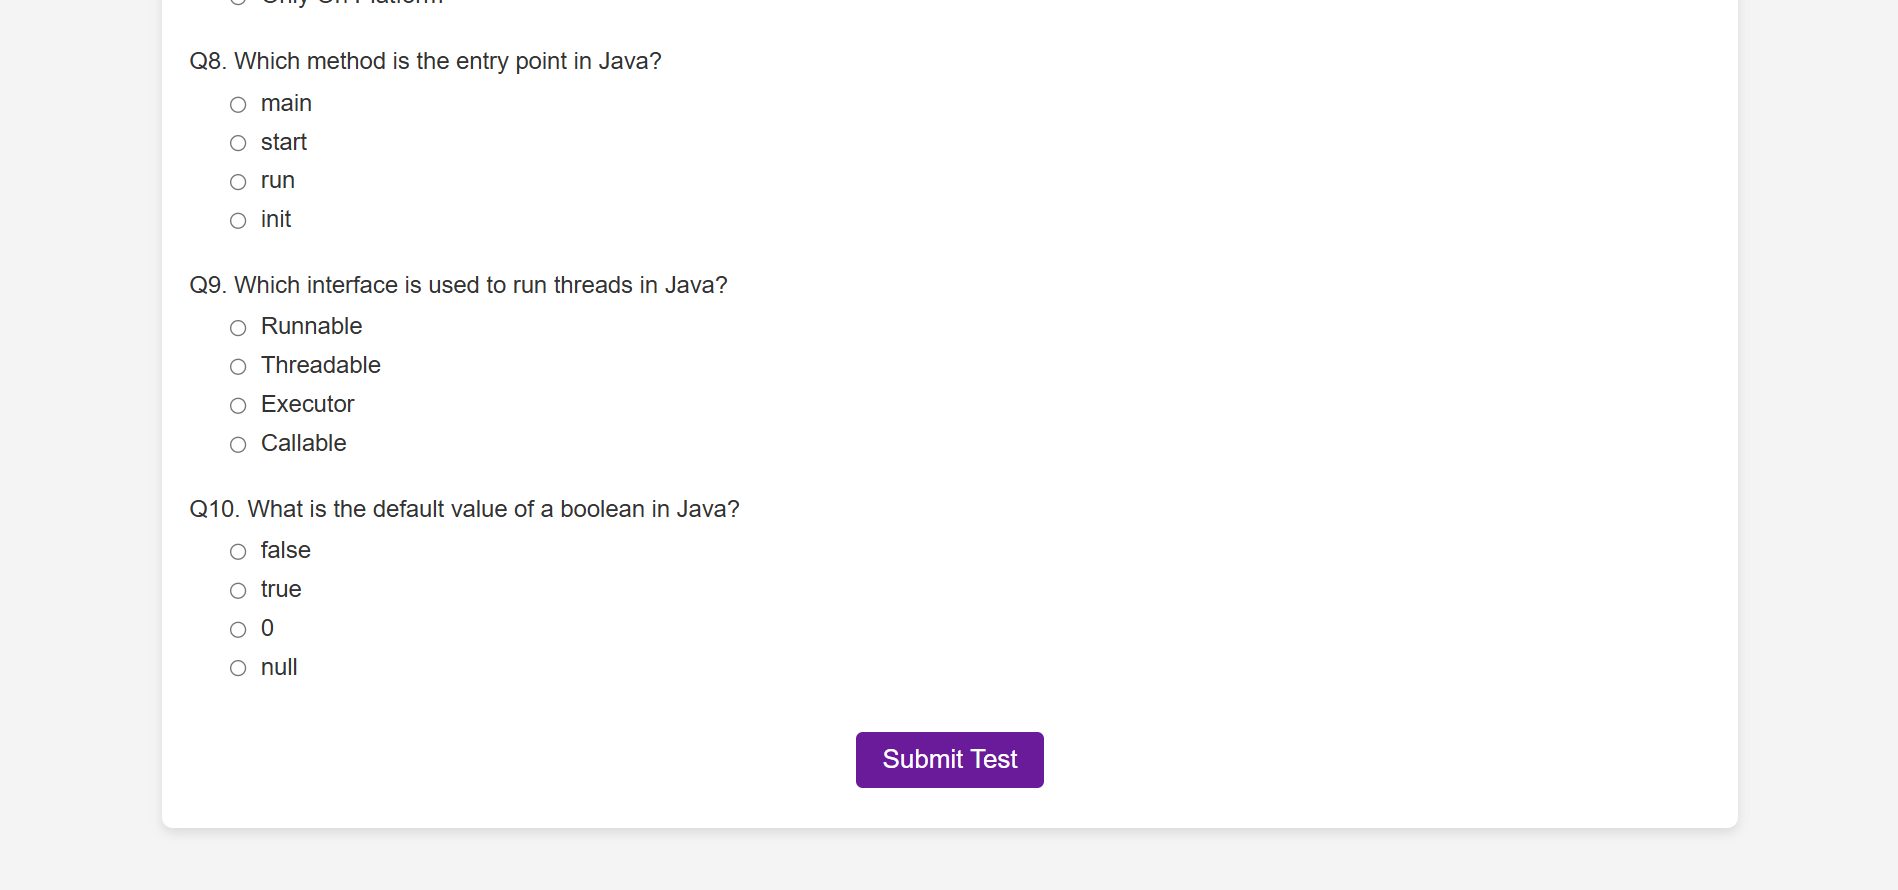 Q8. Which method is the entry point in Java?
main
start
run
init
Q9. Which interface is used to run threads in Java?
Runnable
Threadable
Executor
Callable
Q10. What is the default value of a boolean in Java?
false
true
0
null
Submit Test